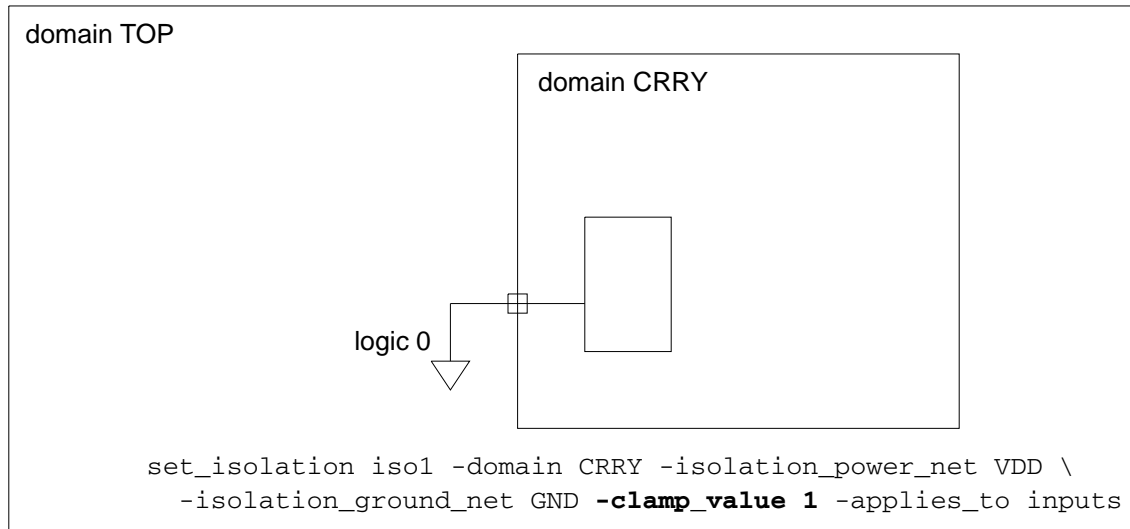 domain TOP
domain CRRY
logic 0
set_isolation iso1 -domain CRRY -isolation_power_net VDD \
-isolation_ground_net GND -clamp_value 1 -applies_to inputs